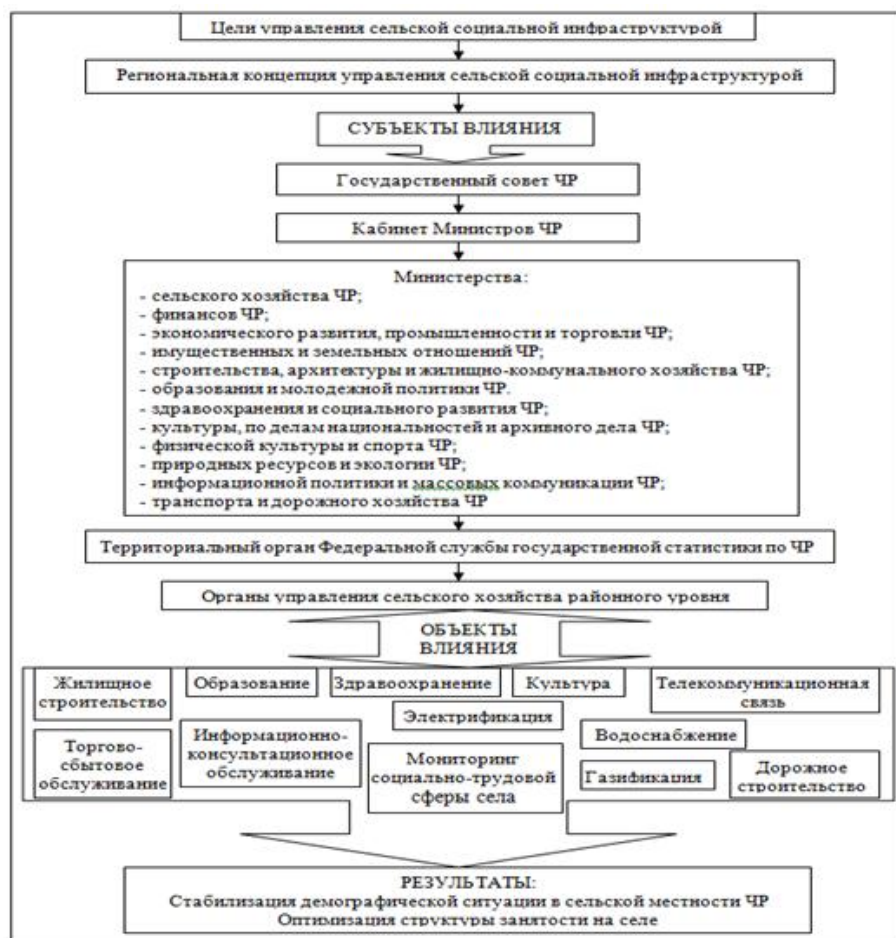 Цели управления сельской социальной инфраструктурой
Региональная концепция управления сельской социальной инфраструктурой
СУБЪЕКТЫ ВЛИЯНИЯ
Государственный совет ЧР
Кабинет Министров ЧР
Министерства:
- сельского хозяйства ЧР;
- финансов ЧР;
- экономического развития, промышленности и торговли ЧР;
- имущественных и земельных отношений ЧР;
- строительства, архитектуры и жилищно-коммунального хозяйства ЧР;
- образования и молодежной политики ЧР.
- здравоохранения и социального развития ЧР;
- культуры, по делам национальностей и архивного дела ЧР;
- физической культуры и спорта ЧР;
- природных ресурсов и экологии ЧР;
- информационной политики и массовых коммуникации ЧР;
- транспорта и дорожного хозяйства ЧР
Территориальный орган Федеральной службы государственной статистики по ЧР
Органы управления сельского хозяйства районного уровня
ОБЪЕКТЫ
ВЛИЯНИЯ
Жилищное
строительство
Образование
Здравоохранение
Культура
Телекоммуникационная
связь
Электрификация
Водоснабжение
Торгово-
сбытовое
обслуживание
Информационно-
консультационное
обслуживание
Мониторинг
социально-трудовой
сферы села
Газификация
Дорожное
строительство
РЕЗУЛЬТАТЫ:
Стабилизация демографической ситуации в сельской местности ЧР
Оптимизация структуры занятости на селе